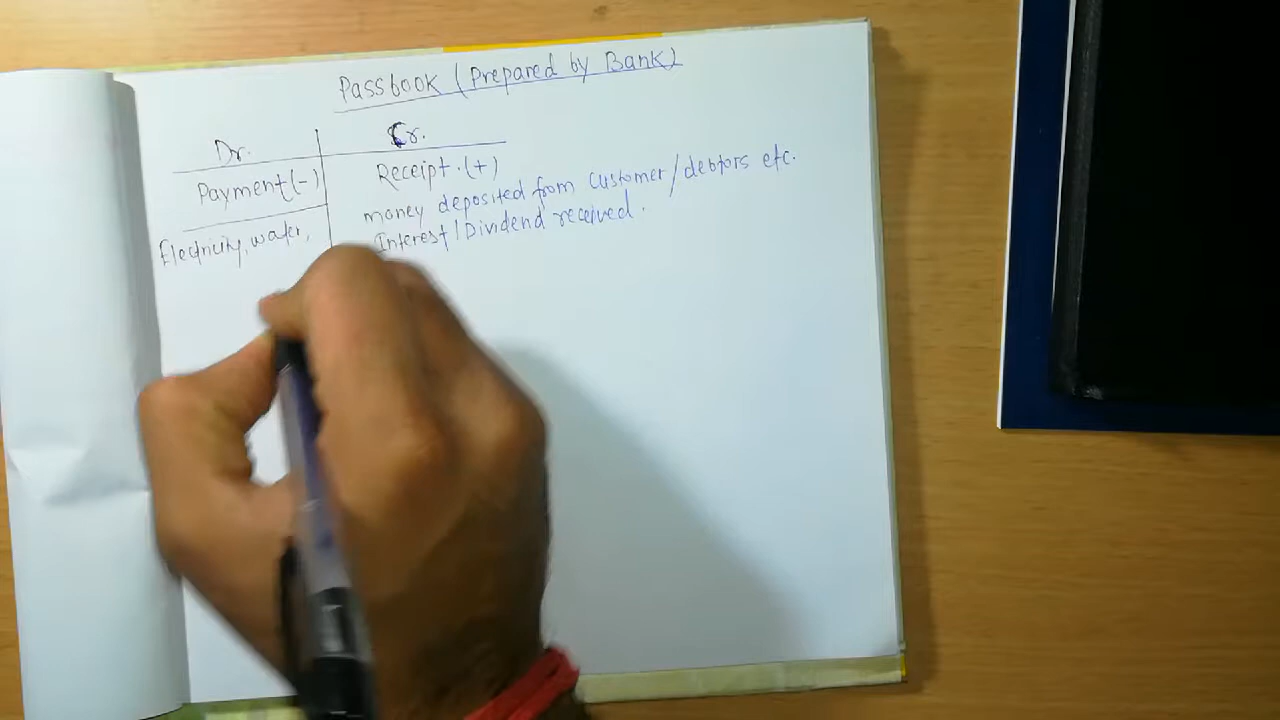 Passbook (Prepared by Bank)
Dr.
Cr.
Payment(-)
Receipt.(+)
Electricity, water,
money deposited from customer/debtors etc.
Interest/Dividend received.